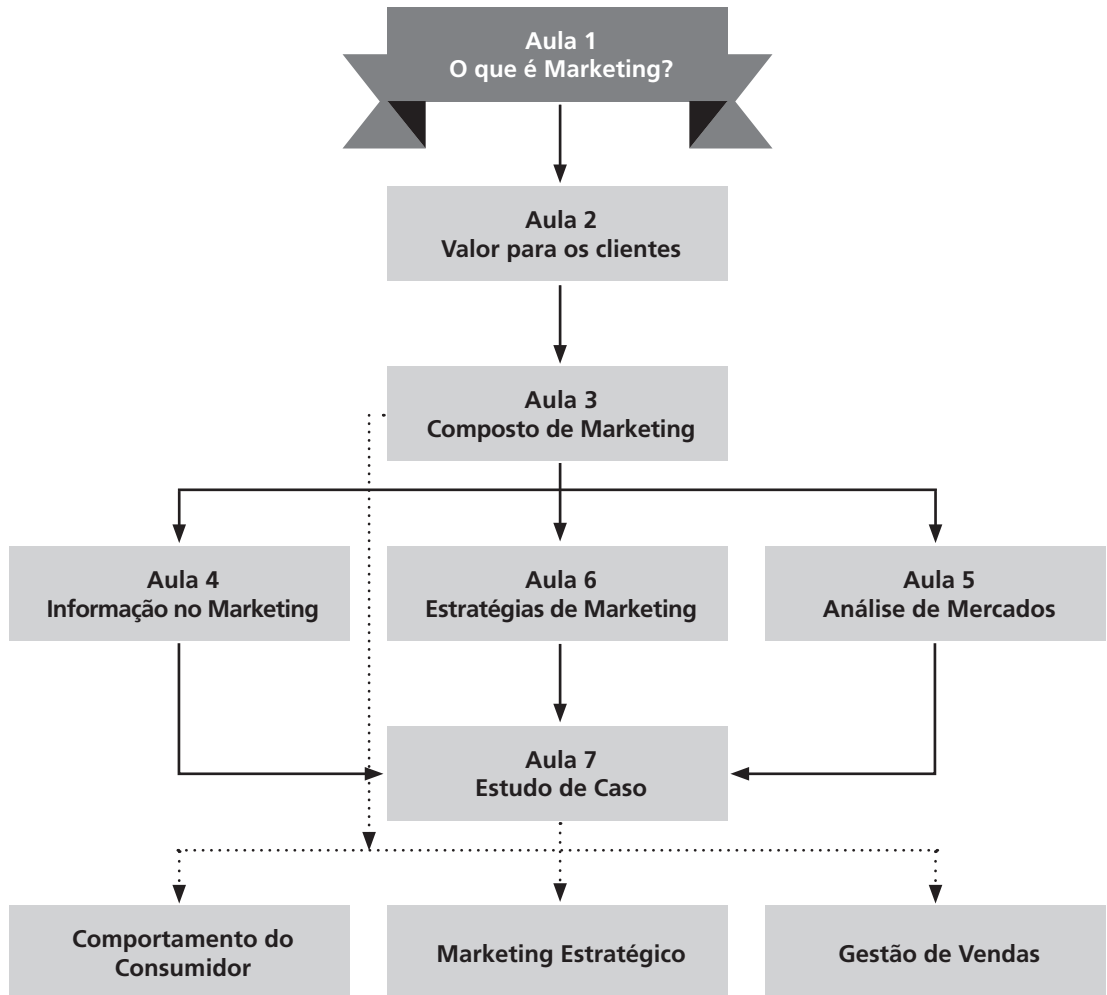 Aula 1
O que é Marketing?
Aula 2
Valor para os clientes
Aula 3
Composto de Marketing
Aula 4
Informação no Marketing
Aula 6
Estratégias de Marketing
Aula 5
Análise de Mercados
Aula 7
Estudo de Caso
Comportamento do
Consumidor
Marketing Estratégico
Gestão de Vendas